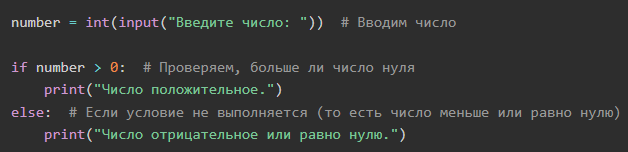 number = int(input("Введите число: "))  # Вводим число
if number > 0:  # Проверяем, больше ли число нуля
    print("Число положительное.")
else:  # Если условие не выполняется (то есть число меньше или равно нулю)
    print("Число отрицательное или равно нулю.")